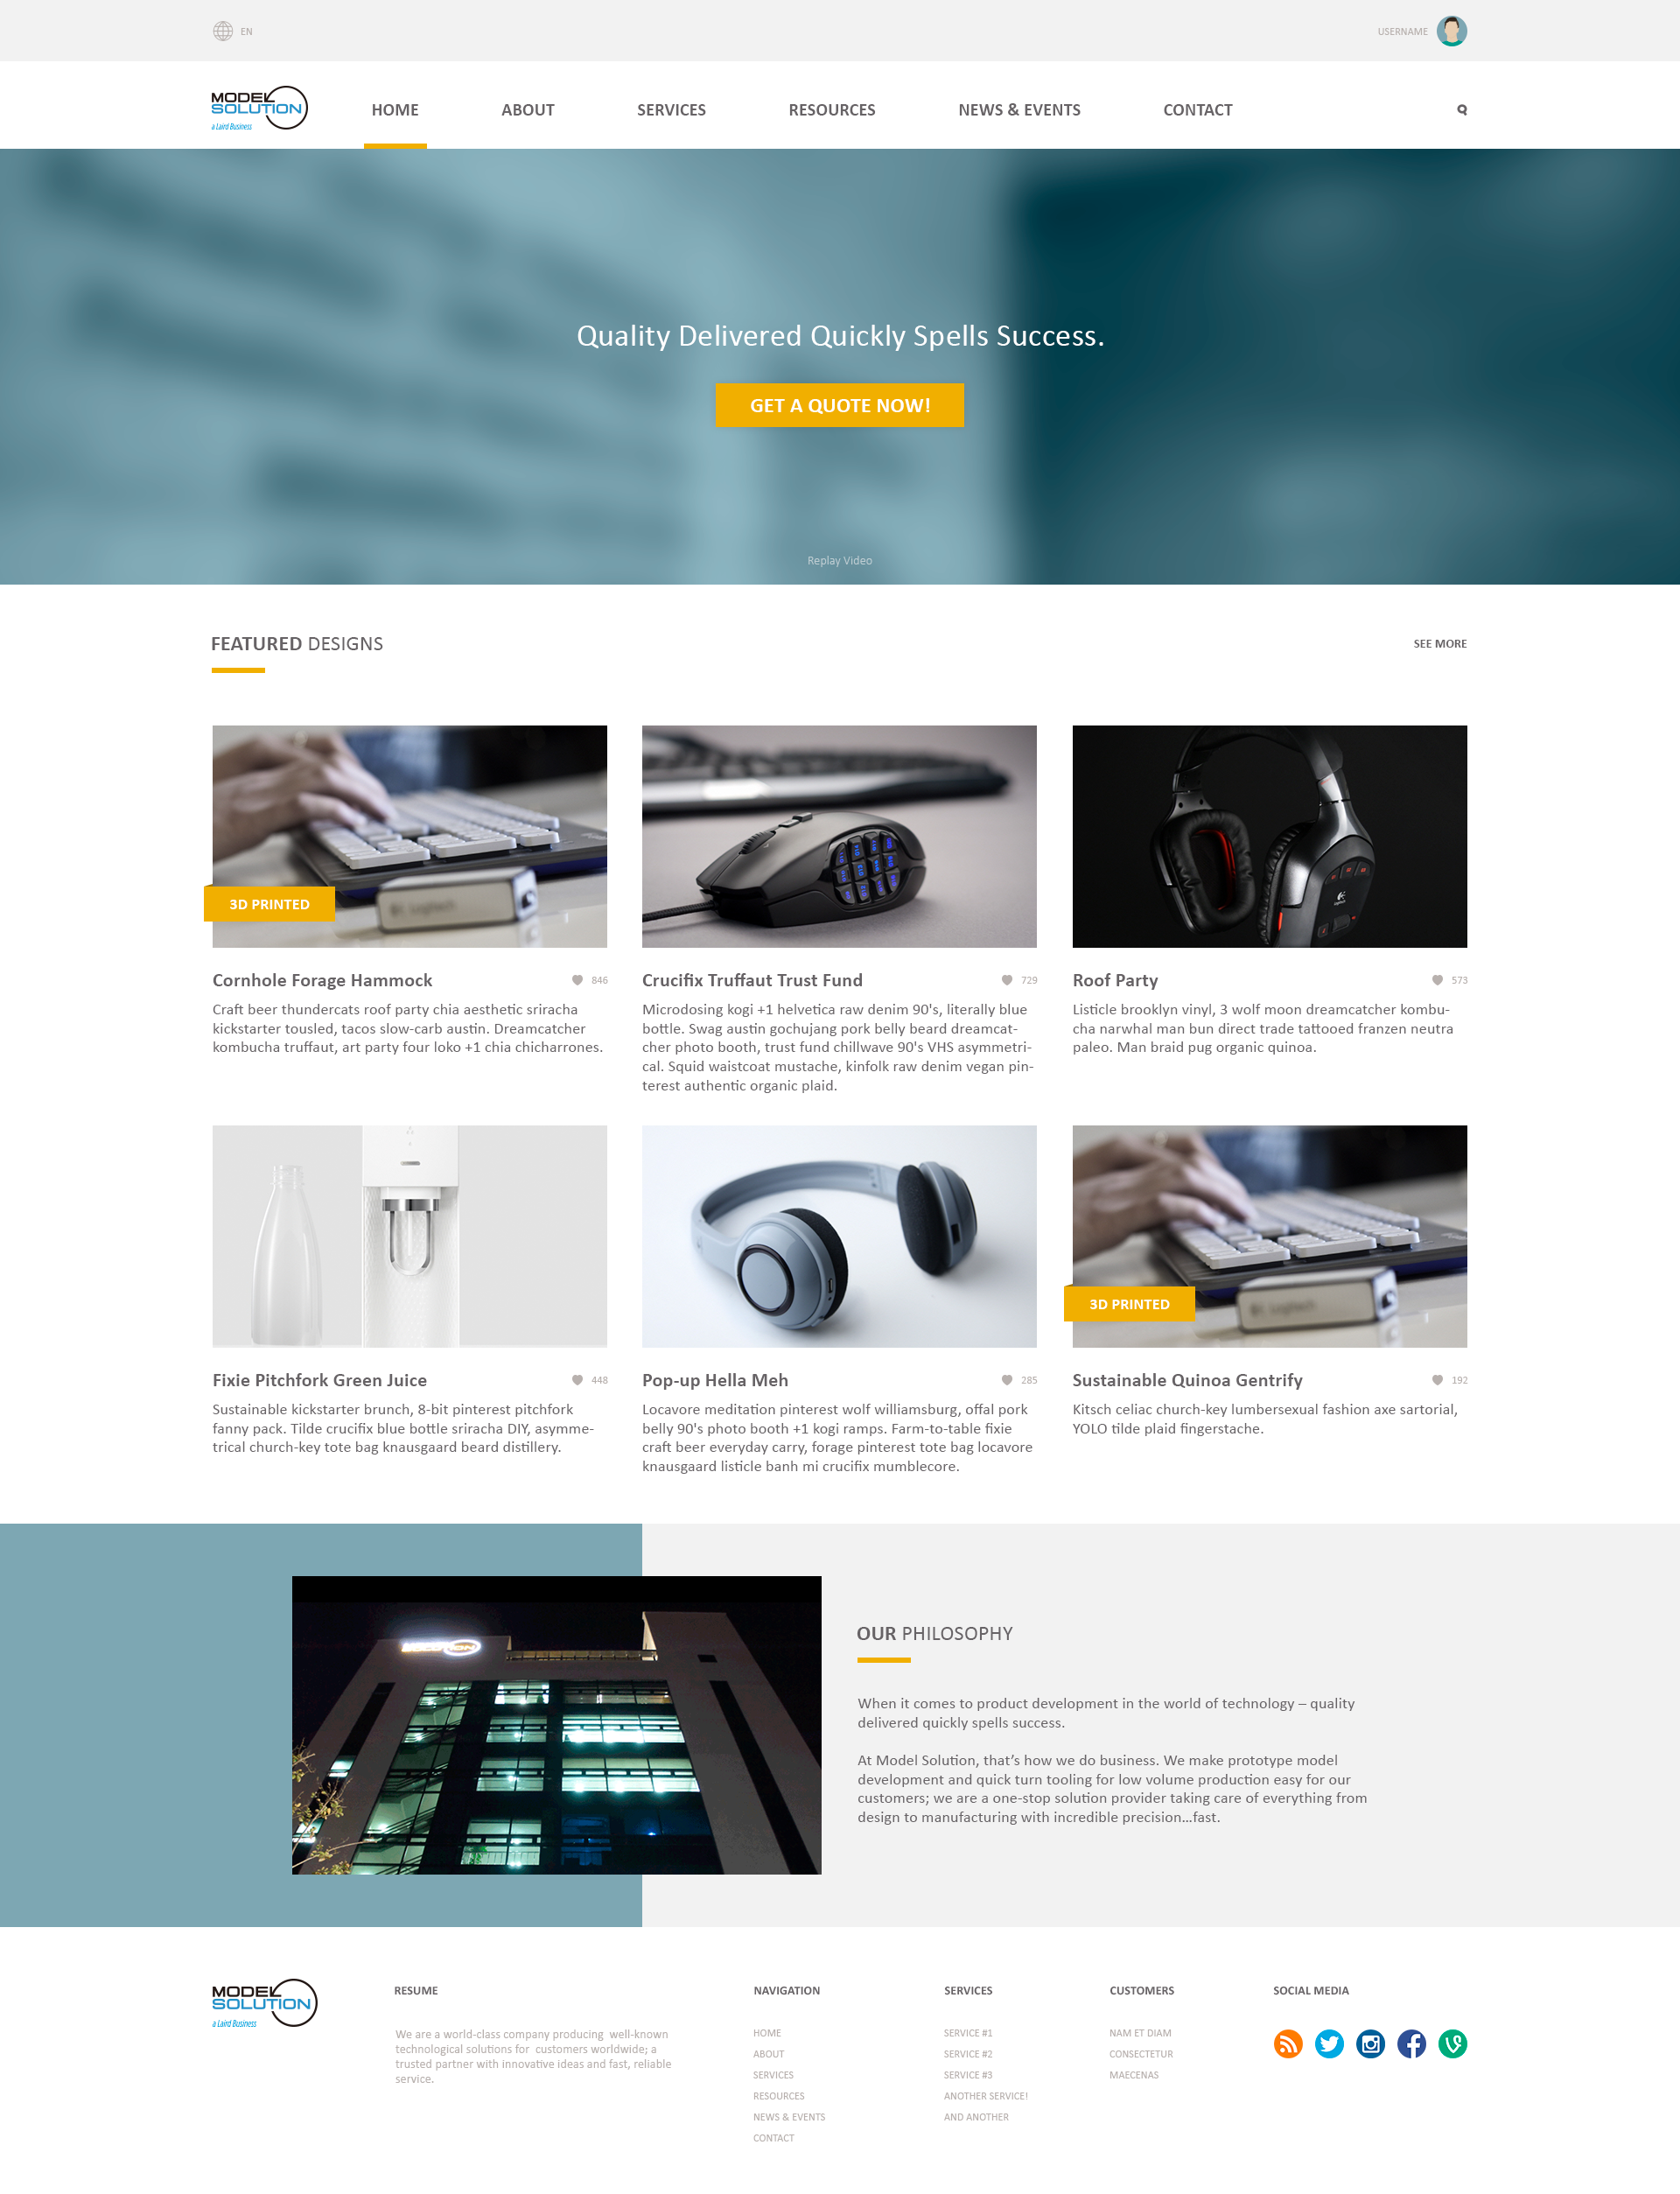 EN
USERNAME
MODEL
SOLUTION
a Laird Business
HOME
ABOUT
SERVICES
RESOURCES
NEWS & EVENTS
CONTACT
Quality Delivered Quickly Spells Success.
GET A QUOTE NOW!
Replay Video
FEATURED DESIGNS
SEE MORE
3D PRINTED
Cornhole Forage Hammock
846
Craft beer thundercats roof party chia aesthetic sriracha
kickstarter tousled, tacos slow-carb austin. Dreamcatcher
kombucha truffaut, art party four loko +1 chia chicharrones.
Crucifix Truffaut Trust Fund
729
Microdosing kogi +1 helvetica raw denim 90's, literally blue
bottle. Swag austin gochujang pork belly beard dreamcat-
cher photo booth, trust fund chillwave 90's VHS asymmetri-
cal. Squid waistcoat mustache, kinfolk raw denim vegan pin-
terest authentic organic plaid.
Roof Party
573
Listicle brooklyn vinyl, 3 wolf moon dreamcatcher kombu-
cha narwhal man bun direct trade tattooed franzen neutra
paleo. Man braid pug organic quinoa.
Fixie Pitchfork Green Juice
448
Sustainable kickstarter brunch, 8-bit pinterest pitchfork
fanny pack. Tilde crucifix blue bottle sriracha DIY, asymme-
trical church-key tote bag knausgaard beard distillery.
Pop-up Hella Meh
285
Locavore meditation pinterest wolf williamsburg, offal pork
belly 90's photo booth +1 kogi ramps. Farm-to-table fixie
craft beer everyday carry, forage pinterest tote bag locavore
knausgaard listicle banh mi crucifix mumblecore.
3D PRINTED
Sustainable Quinoa Gentrify
192
Kitsch celiac church-key lumbersexual fashion axe sartorial,
YOLO tilde plaid fingerstache.
OUR PHILOSOPHY
When it comes to product development in the world of technology – quality
delivered quickly spells success.
At Model Solution, that’s how we do business. We make prototype model
development and quick turn tooling for low volume production easy for our
customers; we are a one-stop solution provider taking care of everything from
design to manufacturing with incredible precision…fast.
MODEL
SOLUTION
a Laird Business
RESUME
We are a world-class company producing  well-known
technological solutions for  customers worldwide; a
trusted partner with innovative ideas and fast, reliable
service.
NAVIGATION
HOME
ABOUT
SERVICES
RESOURCES
NEWS & EVENTS
CONTACT
SERVICES
SERVICE #1
SERVICE #2
SERVICE #3
ANOTHER SERVICE!
AND ANOTHER
CUSTOMERS
NAM ET DIAM
CONSECTETUR
MAECENAS
SOCIAL MEDIA